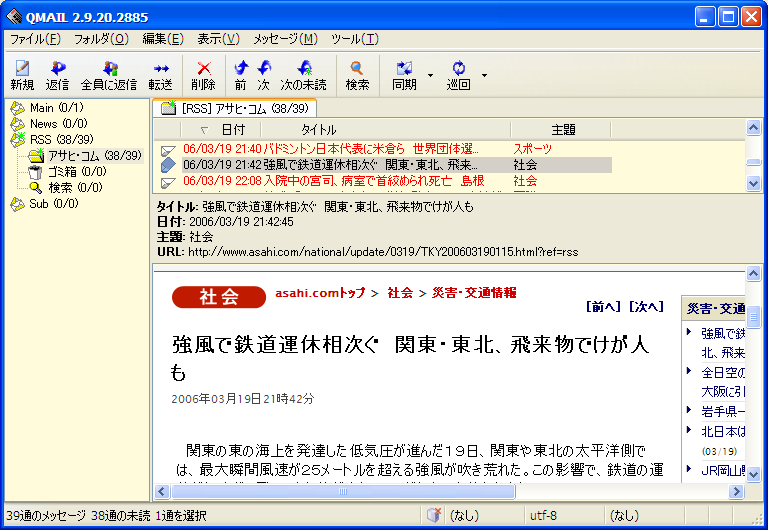 QMAIL 2.9.20.2885
ファイル(F) フォルダ(O) 編集(E) 表示(V) メッセージ(M) ツール(T)
新規 返信 全員に返信 転送 削除 前 次 次の未読 検索 同期 巡回
Main (0/1)
News (0/0)
RSS (38/39)
アサヒ・コム (38/39)
ゴミ箱 (0/0)
検索 (0/0)
Sub (0/0)
[RSS] アサヒ・コム (38/39)
日付 タイトル 主題
06/03/19 21:40 バドミントン日本代表に米倉ら 世界団体選... スポーツ
06/03/19 21:42 強風で鉄道運休相次ぐ 関東・東北、飛来... 社会
06/03/19 22:08 入院中の宮司、病室で首絞められ死亡 島根 社会
タイトル: 強風で鉄道運休相次ぐ 関東・東北、飛来物でけが人も
日付: 2006/03/19 21:42:45
主題: 社会
URL: http://www.asahi.com/national/update/0319/TKY200603190115.html?ref=rss
社会 asahi.comトップ > 社会 > 災害・交通情報
[前へ] [次へ]
強風で鉄道運休相次ぐ 関東・東北、飛来物でけが人
も
2006年03月19日21時42分
関東の東の海上を発達した低気圧が進んだ19日、関東や東北の太平洋側で
は、最大瞬間風速が25メートルを超える強風が吹き荒れた。この影響で、鉄道の運
災害・交通
強風で鉄
北、飛来
全日空の
大阪に引
岩手県一
北日本は
(03/19)
JR岡山
39通のメッセージ 38通の未読 1通を選択 (なし) utf-8 (なし)